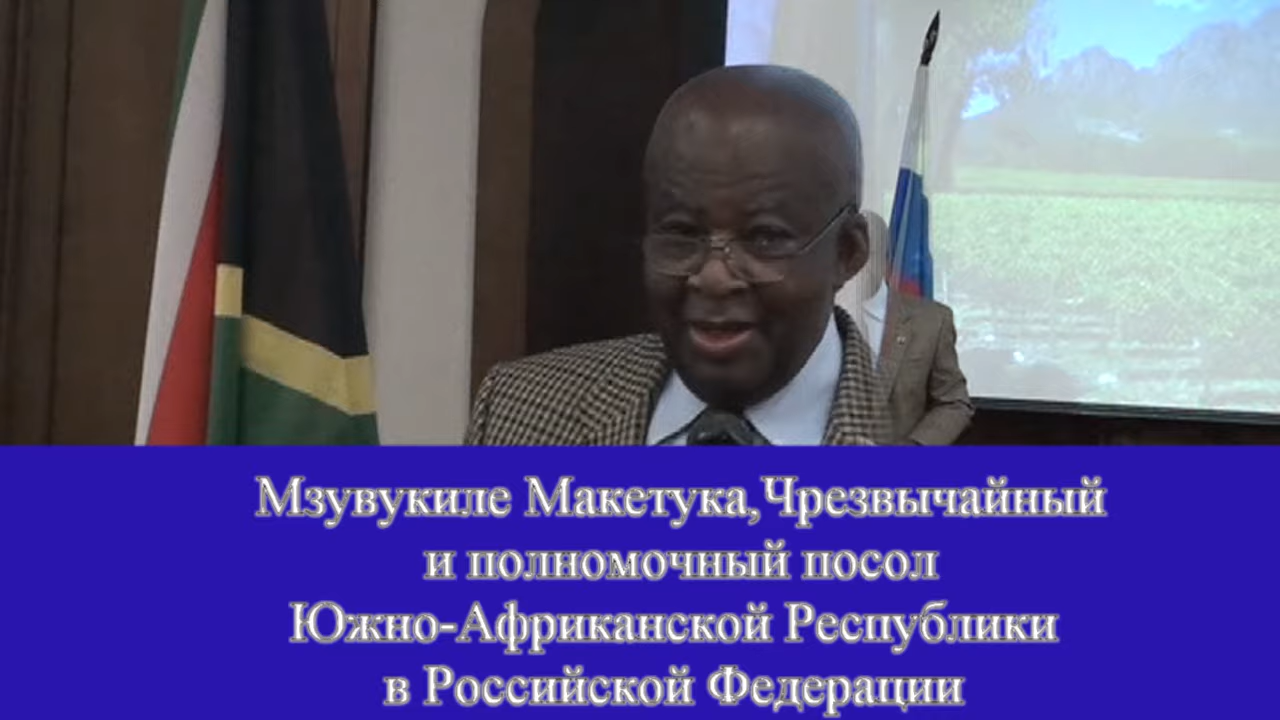 Мзувукиле Макетука,Чрезвычайный
и полномочный посол
Южно-Африканской Республики
в Российской Федерации